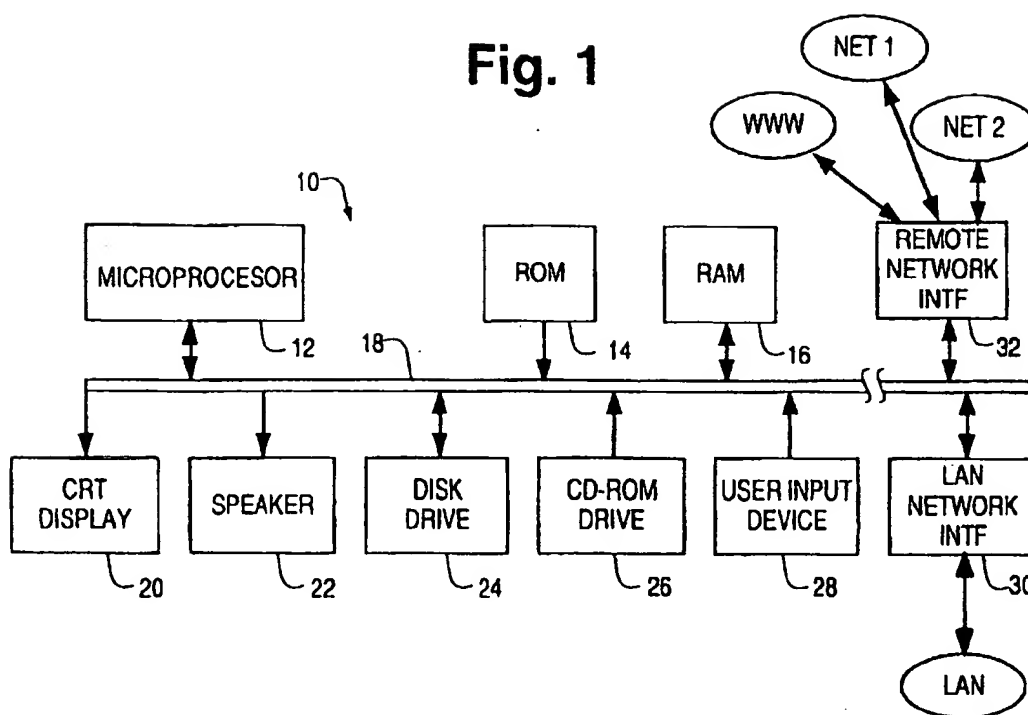 Fig. 1
NET 1
WWW
NET 2
10
MICROPROCESOR
ROM
RAM
REMOTE
NETWORK
INTF
12
18
14
16
32
CRT
DISPLAY
SPEAKER
DISK
DRIVE
CD-ROM
DRIVE
USER INPUT
DEVICE
LAN
NETWORK
INTF
20
22
24
26
28
30
LAN